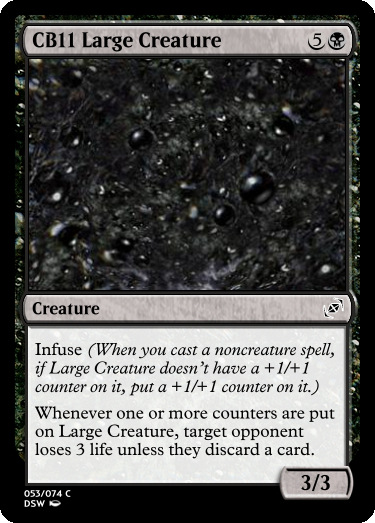 CB11 Large Creature 5
Creature
Infuse (When you cast a noncreature spell,
if Large Creature doesn't have a +1/+1
counter on it, put a +1/+1 counter on it.)
Whenever one or more counters are put
on Large Creature, target opponent
loses 3 life unless they discard a card.
3/3
053/074 C
DSW